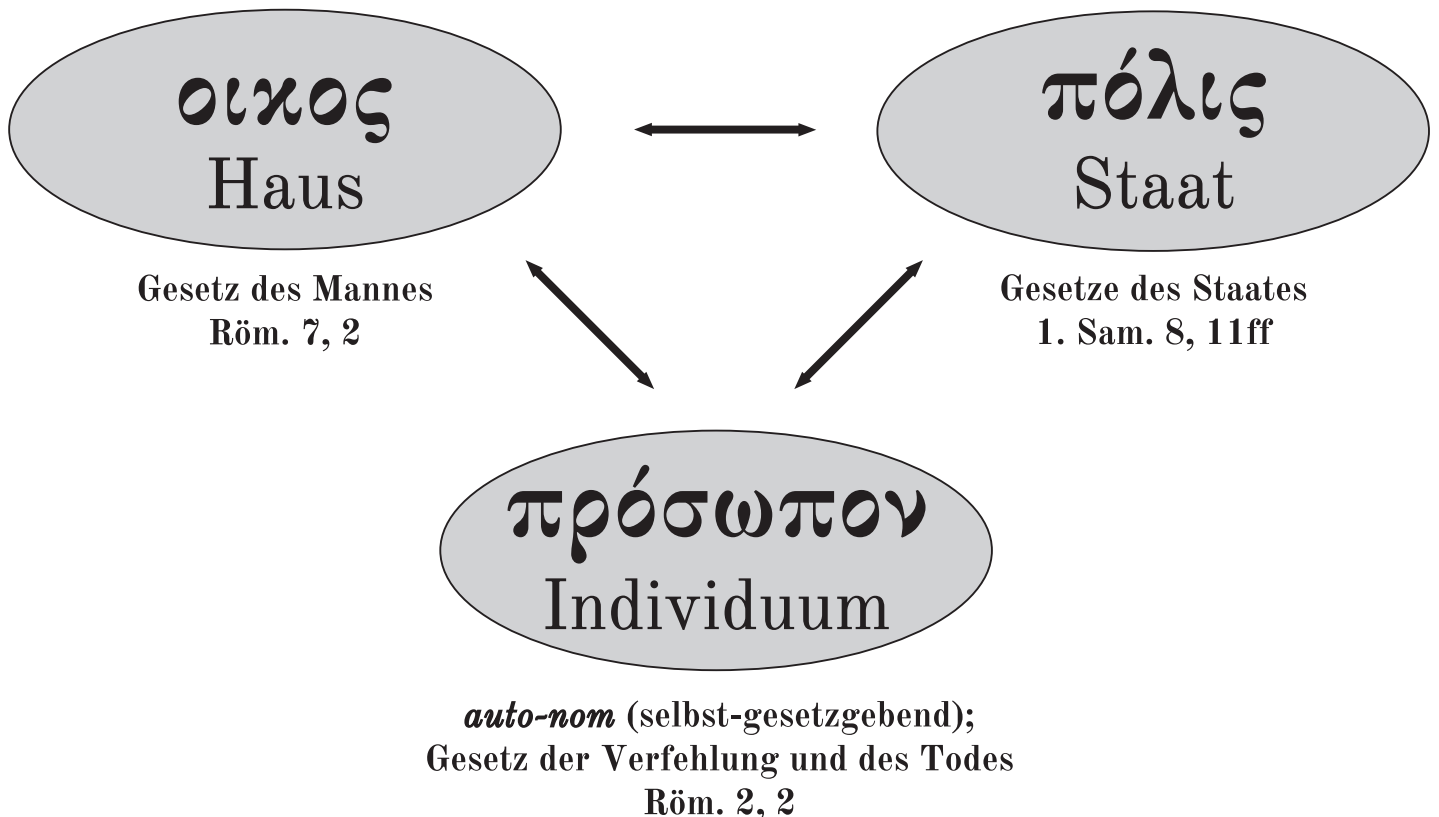 οικος
Haus
Gesetz des Mannes
Röm. 7, 2
πόλις
Staat
Gesetze des Staates
1. Sam. 8, 11ff
πρόσωπον
Individuum
auto-nom (selbst-gesetzgebend);
Gesetz der Verfehlung und des Todes
Röm. 2, 2